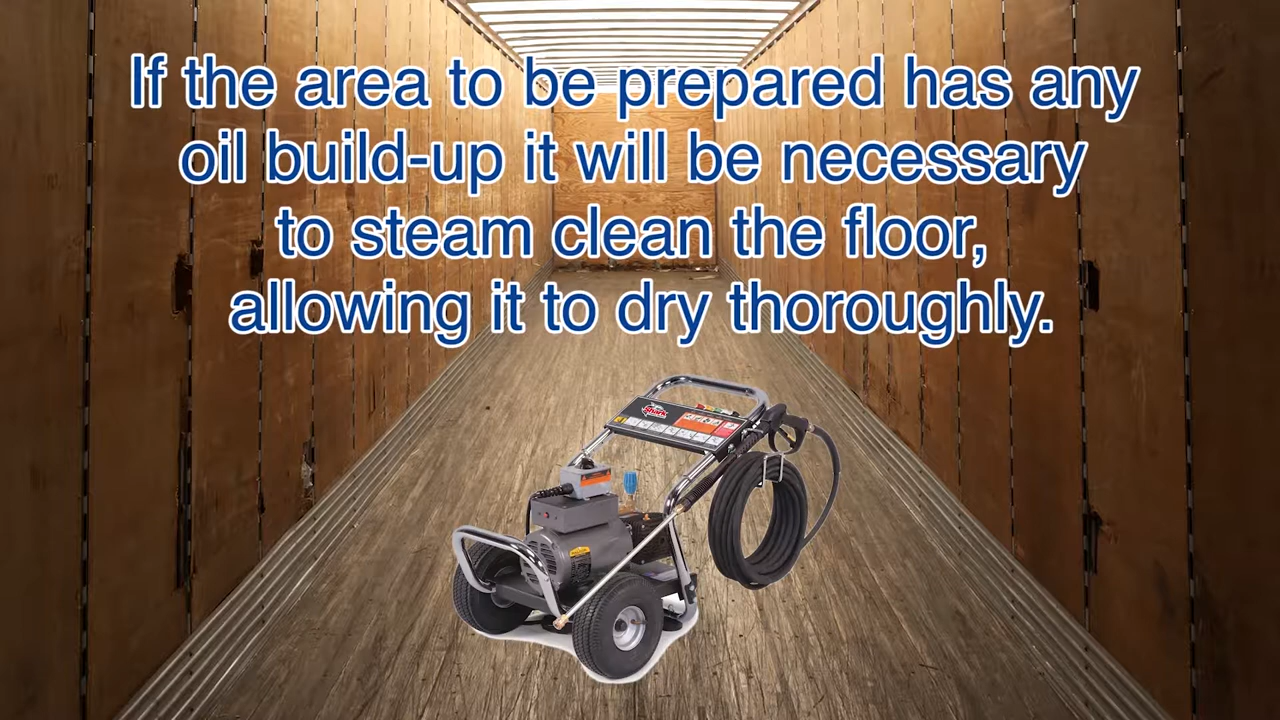 If the area to be prepared has any
oil build-up it will be necessary
to steam clean the floor,
allowing it to dry thoroughly.
Shark